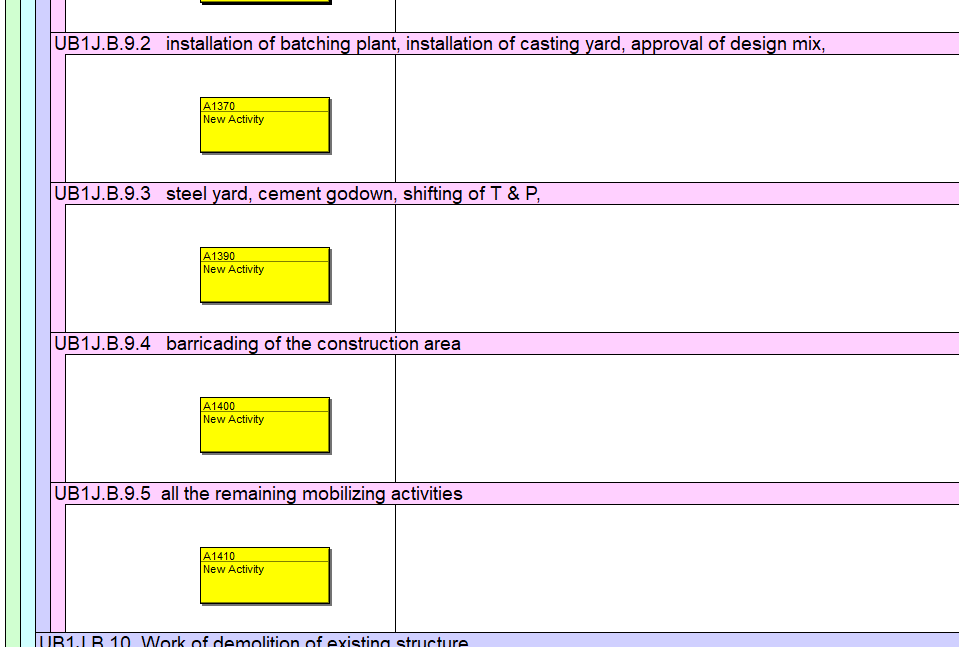 UB1J.B.9.2 installation of batching plant, installation of casting yard, approval of design mix,
A1370
New Activity
UB1J.B.9.3 steel yard, cement godown, shifting of T & P,
A1390
New Activity
UB1J.B.9.4 barricading of the construction area
A1400
New Activity
UB1J.B.9.5 all the remaining mobilizing activities
A1410
New Activity
UB1J.B.10 Work of demolition of existing structure